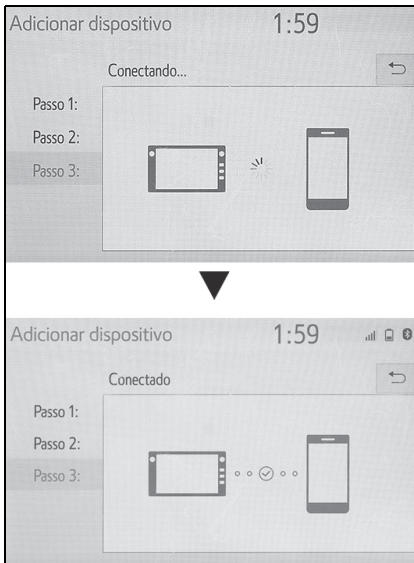 Adicionar dispositivo 1:59
Conectando...
Passo 1:
Passo 2:
Passo 3:
Adicionar dispositivo 1:59
Conectado
Passo 1:
Passo 2:
Passo 3: